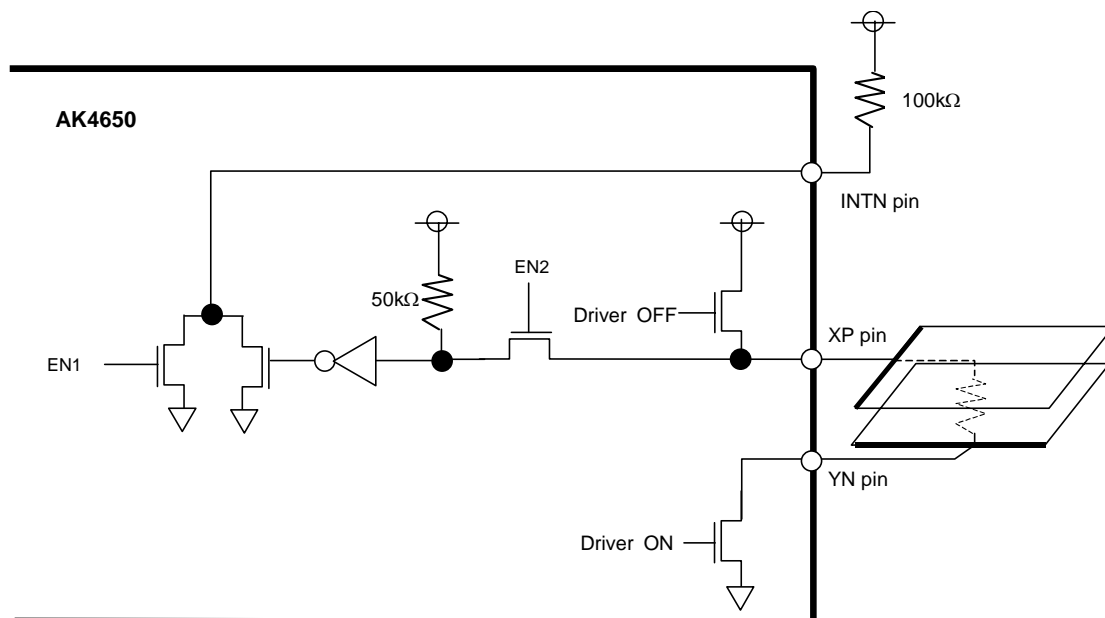 AK4650
100kΩ
INTN pin
EN2
50kΩ
Driver OFF
XP pin
EN1
YN pin
Driver ON